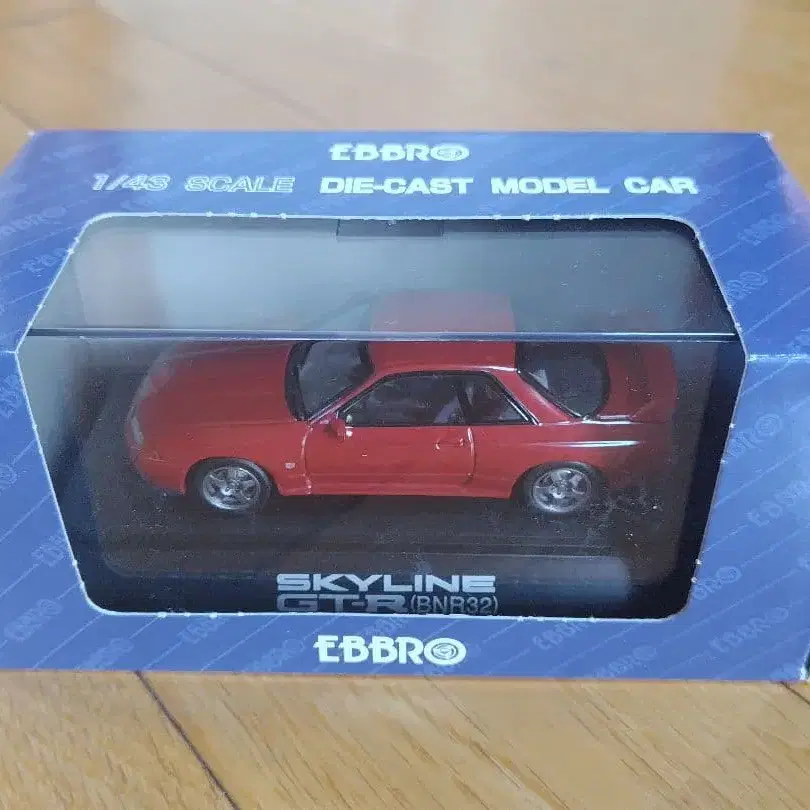 EBBRO
1/43 SCALE DIE-CAST MODEL CAR
SKYLINE
GT-R (BNR32)
EBBRO